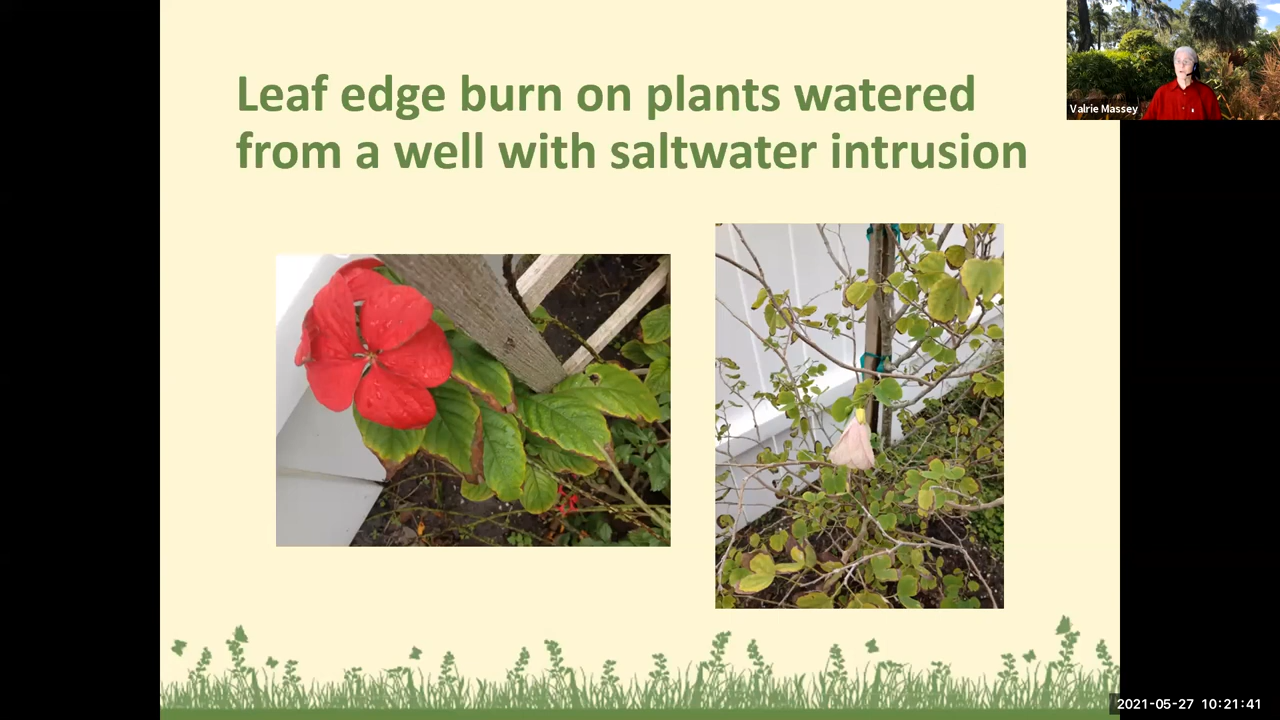 Leaf edge burn on plants watered
from a well with saltwater intrusion
Valrie Massey
2021-05-27 10:21:41